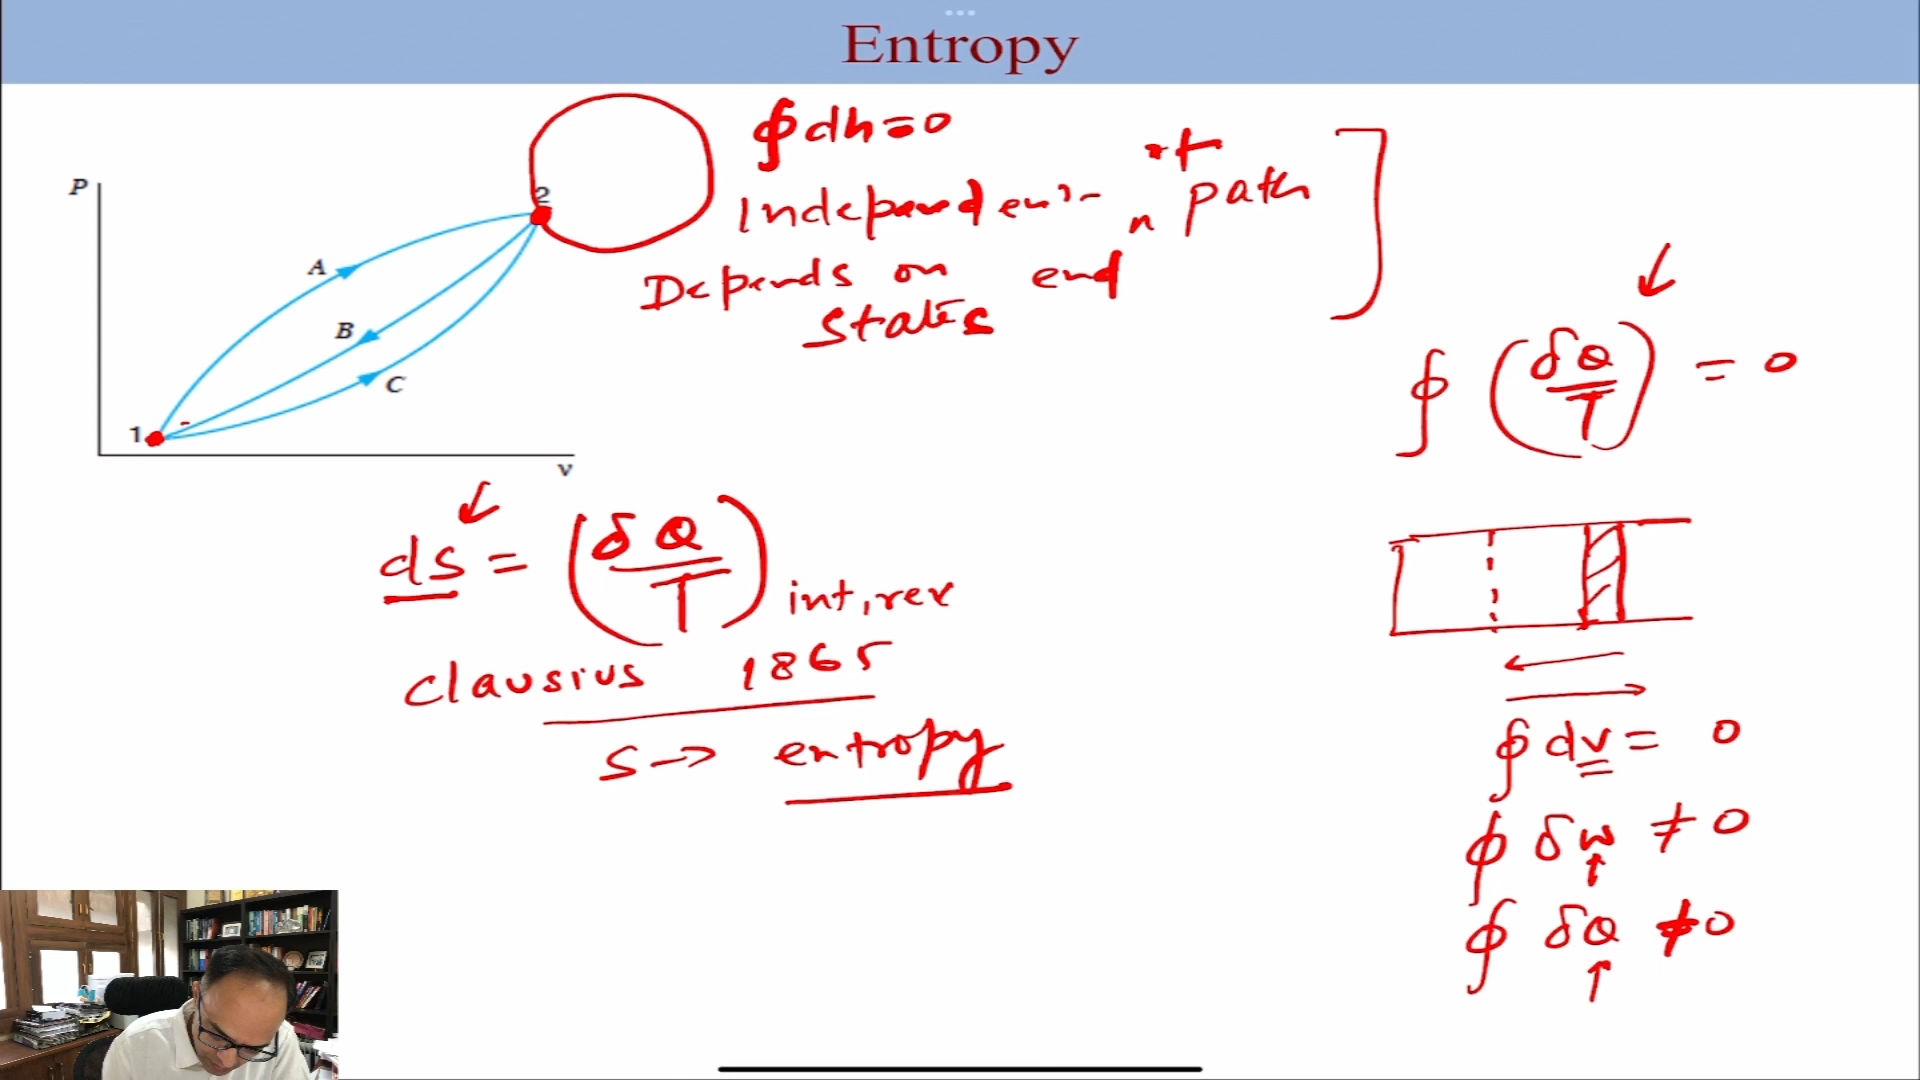 Entropy
∮ dh = 0
Independent of path
Depends on end
states
P
2
A
B
C
1
v
∮ (δQ/T) = 0
ds = (δQ/T) int, rev
Clausius 1865
S → entropy
∮ dv = 0
∮ δw ≠ 0
∮ δQ ≠ 0